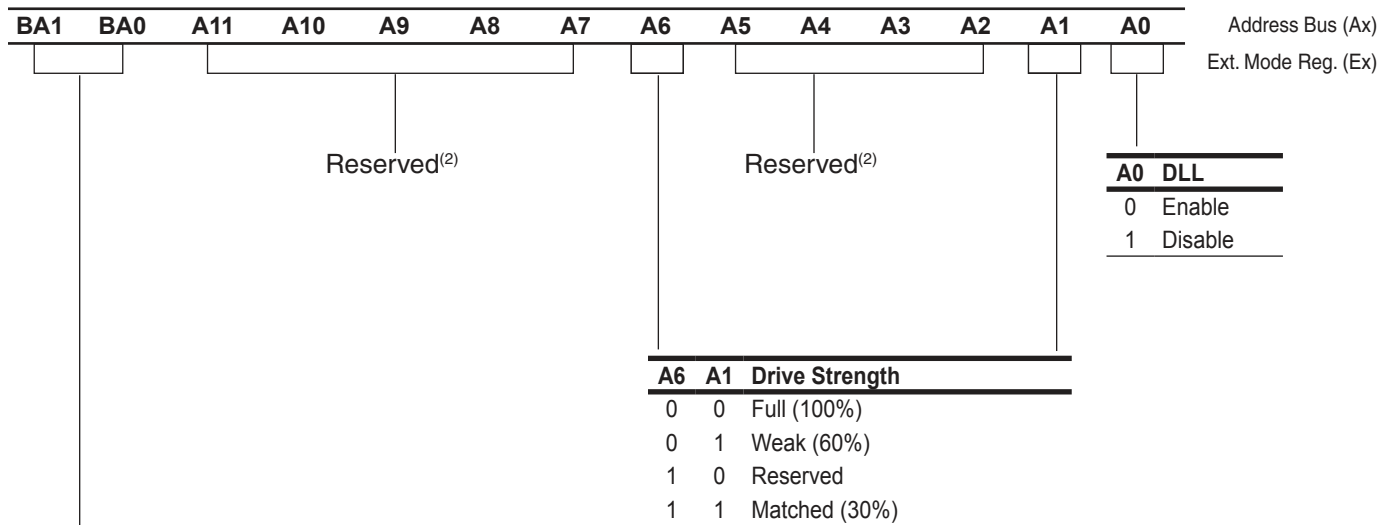 BA1 BA0 A11 A10 A9 A8 A7 A6 A5 A4 A3 A2 A1 A0 Address Bus (Ax)
Ext. Mode Reg. (Ex)
Reserved(2) Reserved(2)
A0 DLL
0 Enable
1 Disable
A6 A1 Drive Strength
0 0 Full (100%)
0 1 Weak (60%)
1 0 Reserved
1 1 Matched (30%)